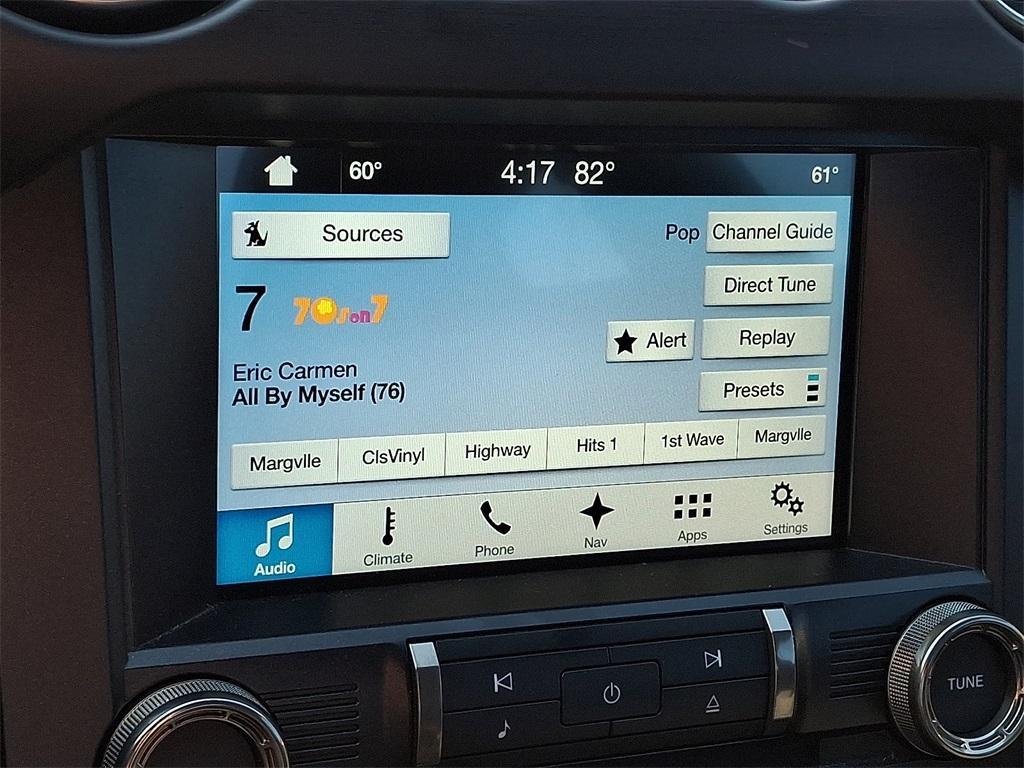 60° 4:17 82° 61°
Sources
Pop Channel Guide
Direct Tune
7 70s on 7
Alert Replay
Eric Carmen
All By Myself (76)
Presets
Margvlle ClsVinyl Highway Hits 1 1st Wave Margvlle
Audio Climate Phone Nav Apps Settings
TUNE